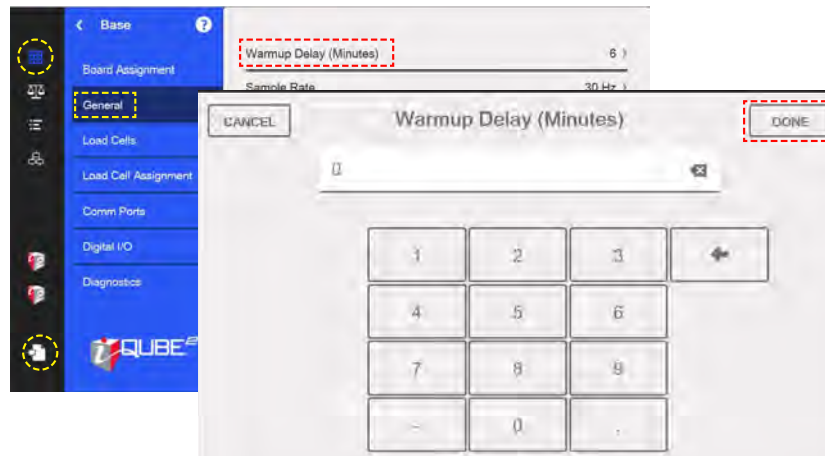 Base ?
Board Assignment
General
Load Cells
Load Cell Assignment
Comm Ports
Digital I/O
Diagnostics
iQUBE²
Warmup Delay (Minutes) 6
Sample Rate 30 Hz
CANCEL Warmup Delay (Minutes) DONE
0
1 2 3
4 5 6
7 8 9
- 0 .